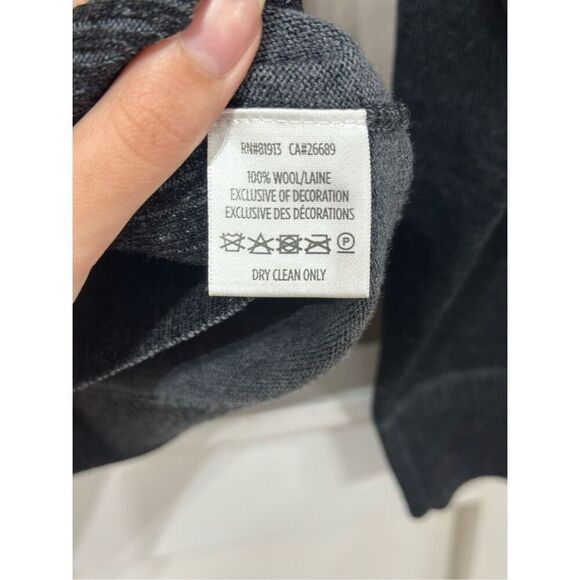 RN#81913 CA#26689
100% WOOL/LAINE
EXCLUSIVE OF DECORATION
EXCLUSIVE DES DÉCORATIONS
P
DRY CLEAN ONLY